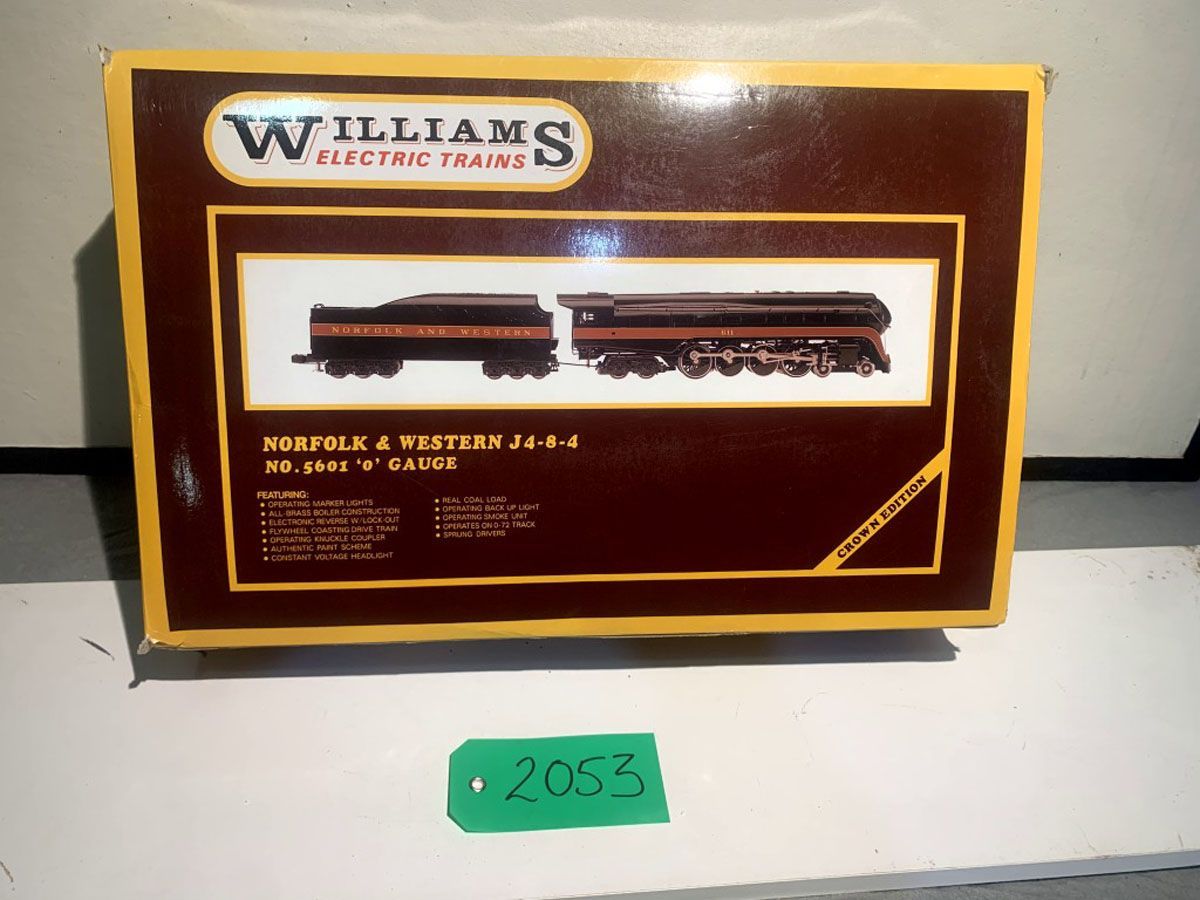 WILLIAMS
ELECTRIC TRAINS
NORFOLK AND WESTERN
611
NORFOLK & WESTERN J4-8-4
NO. 5601 'O' GAUGE
FEATURING:
• OPERATING MARKER LIGHTS
• ALL-BRASS BOILER CONSTRUCTION
• ELECTRONIC REVERSE W/LOCK-OUT
• FLYWHEEL COASTING DRIVE TRAIN
• OPERATING KNUCKLE COUPLER
• AUTHENTIC PAINT SCHEME
• CONSTANT VOLTAGE HEADLIGHT
• REAL COAL LOAD
• OPERATING BACK UP LIGHT
• OPERATING SMOKE UNIT
• OPERATES ON 0-72 TRACK
• SPRUNG DRIVERS
CROWN EDITION
2053